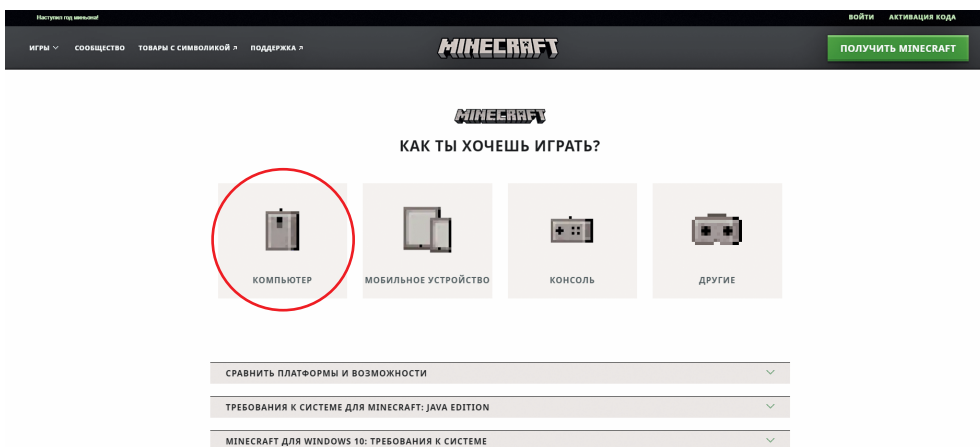 Наступил год миньона!
ВОЙТИ АКТИВАЦИЯ КОДА
ИГРЫ СООБЩЕСТВО ТОВАРЫ С СИМВОЛИКОЙ ПОДДЕРЖКА MINECRAFT ПОЛУЧИТЬ MINECRAFT
MINECRAFT
КАК ТЫ ХОЧЕШЬ ИГРАТЬ?
КОМПЬЮТЕР МОБИЛЬНОЕ УСТРОЙСТВО КОНСОЛЬ ДРУГИЕ
СРАВНИТЬ ПЛАТФОРМЫ И ВОЗМОЖНОСТИ
ТРЕБОВАНИЯ К СИСТЕМЕ ДЛЯ MINECRAFT: JAVA EDITION
MINECRAFT ДЛЯ WINDOWS 10: ТРЕБОВАНИЯ К СИСТЕМЕ